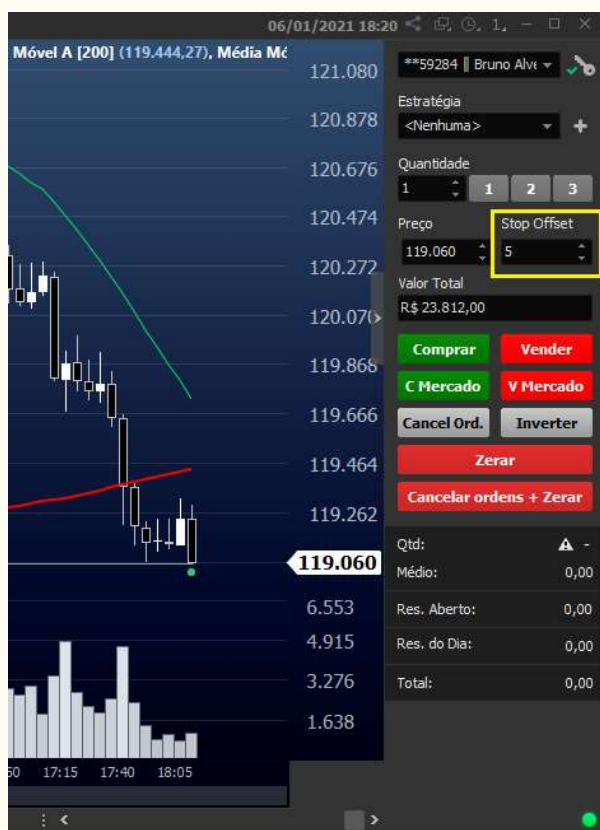 06/01/2021 18:20
Móvel A [200] (119.444,27), Média Mó
121.080
120.878
120.676
120.474
120.272
120.070
119.868
119.666
119.464
119.262
119.060
6.553
4.915
3.276
1.638
17:15 17:40 18:05
**59284 || Bruno Alve
Estratégia
<Nenhuma>
Quantidade
1 1 2 3
Preço Stop Offset
119.060 5
Valor Total
R$ 23.812,00
Comprar Vender
C Mercado V Mercado
Cancel Ord. Inverter
Zerar
Cancelar ordens + Zerar
Qtd: -
Médio: 0,00
Res. Aberto: 0,00
Res. do Dia: 0,00
Total: 0,00